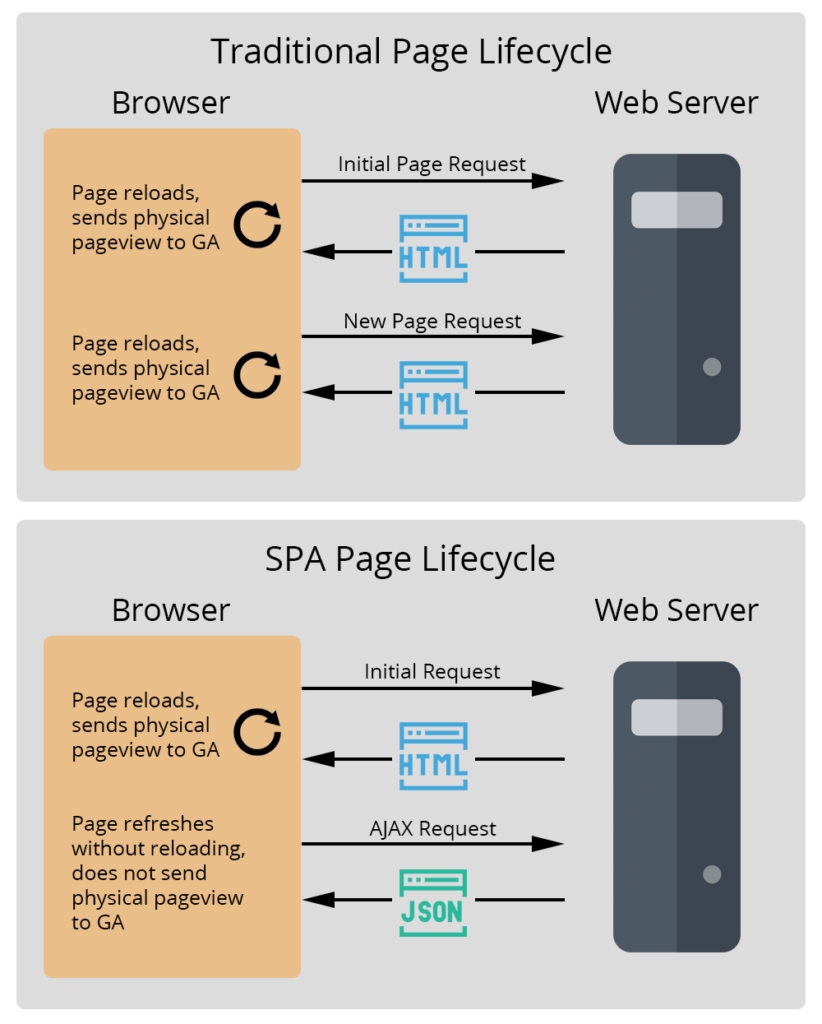 Traditional Page Lifecycle
Browser
Web Server
Initial Page Request
Page reloads,
sends physical
pageview to GA
HTML
New Page Request
Page reloads,
sends physical
pageview to GA
HTML
SPA Page Lifecycle
Browser
Web Server
Initial Request
Page reloads,
sends physical
pageview to GA
HTML
AJAX Request
Page refreshes
without reloading,
does not send
physical pageview
to GA
JSON